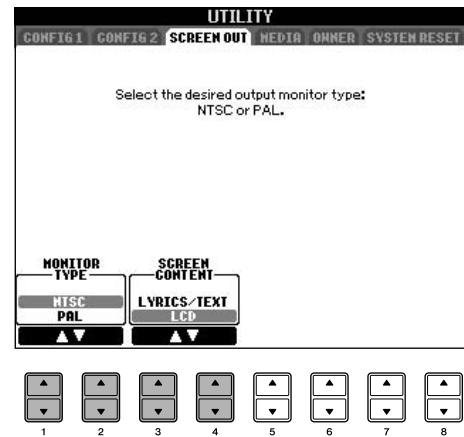 UTILITY
CONFIG 1 CONFIG 2 SCREEN OUT MEDIA OWNER SYSTEM RESET
Select the desired output monitor type:
NTSC or PAL.
MONITOR TYPE
NTSC
PAL
SCREEN CONTENT
LYRICS/TEXT
LCD
1 2 3 4 5 6 7 8